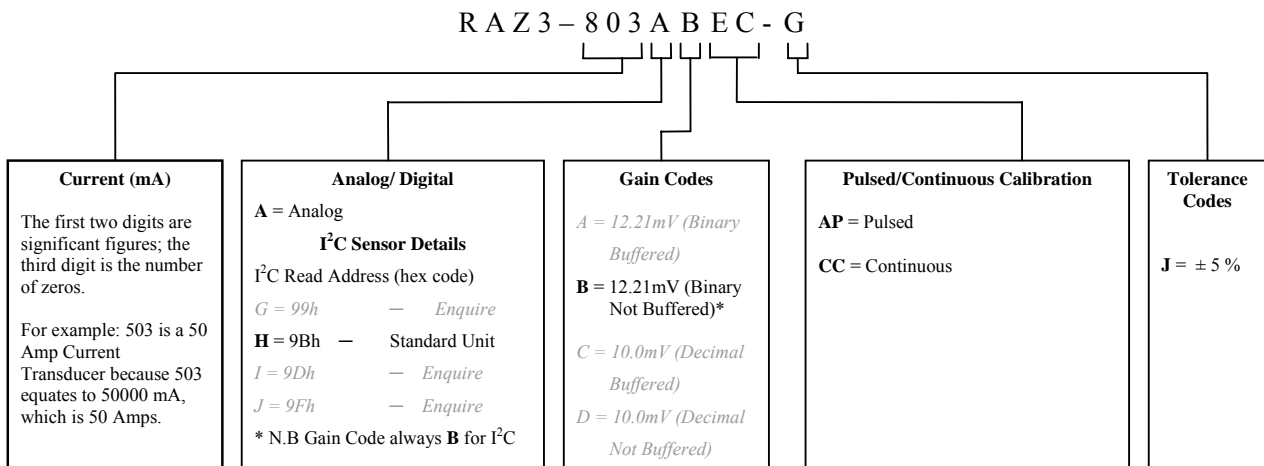 RAZ3–803ABEC-G
Current (mA)
The first two digits are
significant figures; the
third digit is the number
of zeros.
For example: 503 is a 50
Amp Current
Transducer because 503
equates to 50000 mA,
which is 50 Amps.
Analog/ Digital
A = Analog
I²C Sensor Details
I²C Read Address (hex code)
G = 99h — Enquire
H = 9Bh — Standard Unit
I = 9Dh — Enquire
J = 9Fh — Enquire
* N.B Gain Code always B for I²C
Gain Codes
A = 12.21mV (Binary
Buffered)
B = 12.21mV (Binary
Not Buffered)*
C = 10.0mV (Decimal
Buffered)
D = 10.0mV (Decimal
Not Buffered)
Pulsed/Continuous Calibration
AP = Pulsed
CC = Continuous
Tolerance
Codes
J = ± 5 %